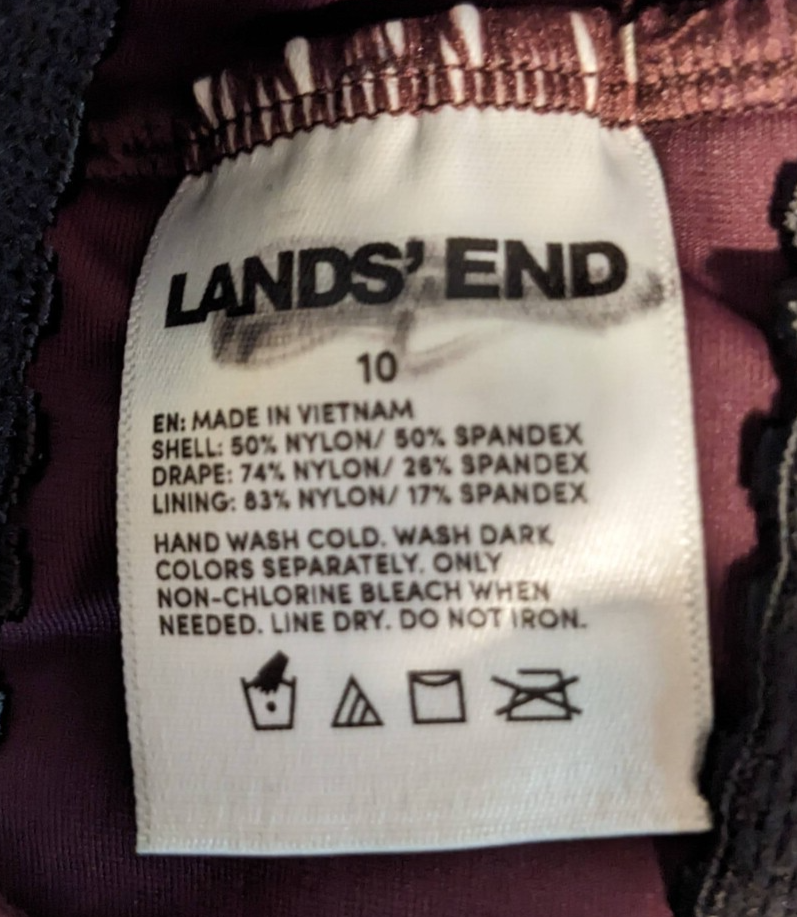 LANDS' END
10
EN: MADE IN VIETNAM
SHELL: 50% NYLON/ 50% SPANDEX
DRAPE: 74% NYLON/ 26% SPANDEX
LINING: 83% NYLON/ 17% SPANDEX
HAND WASH COLD. WASH DARK
COLORS SEPARATELY. ONLY
NON-CHLORINE BLEACH WHEN
NEEDED. LINE DRY. DO NOT IRON.